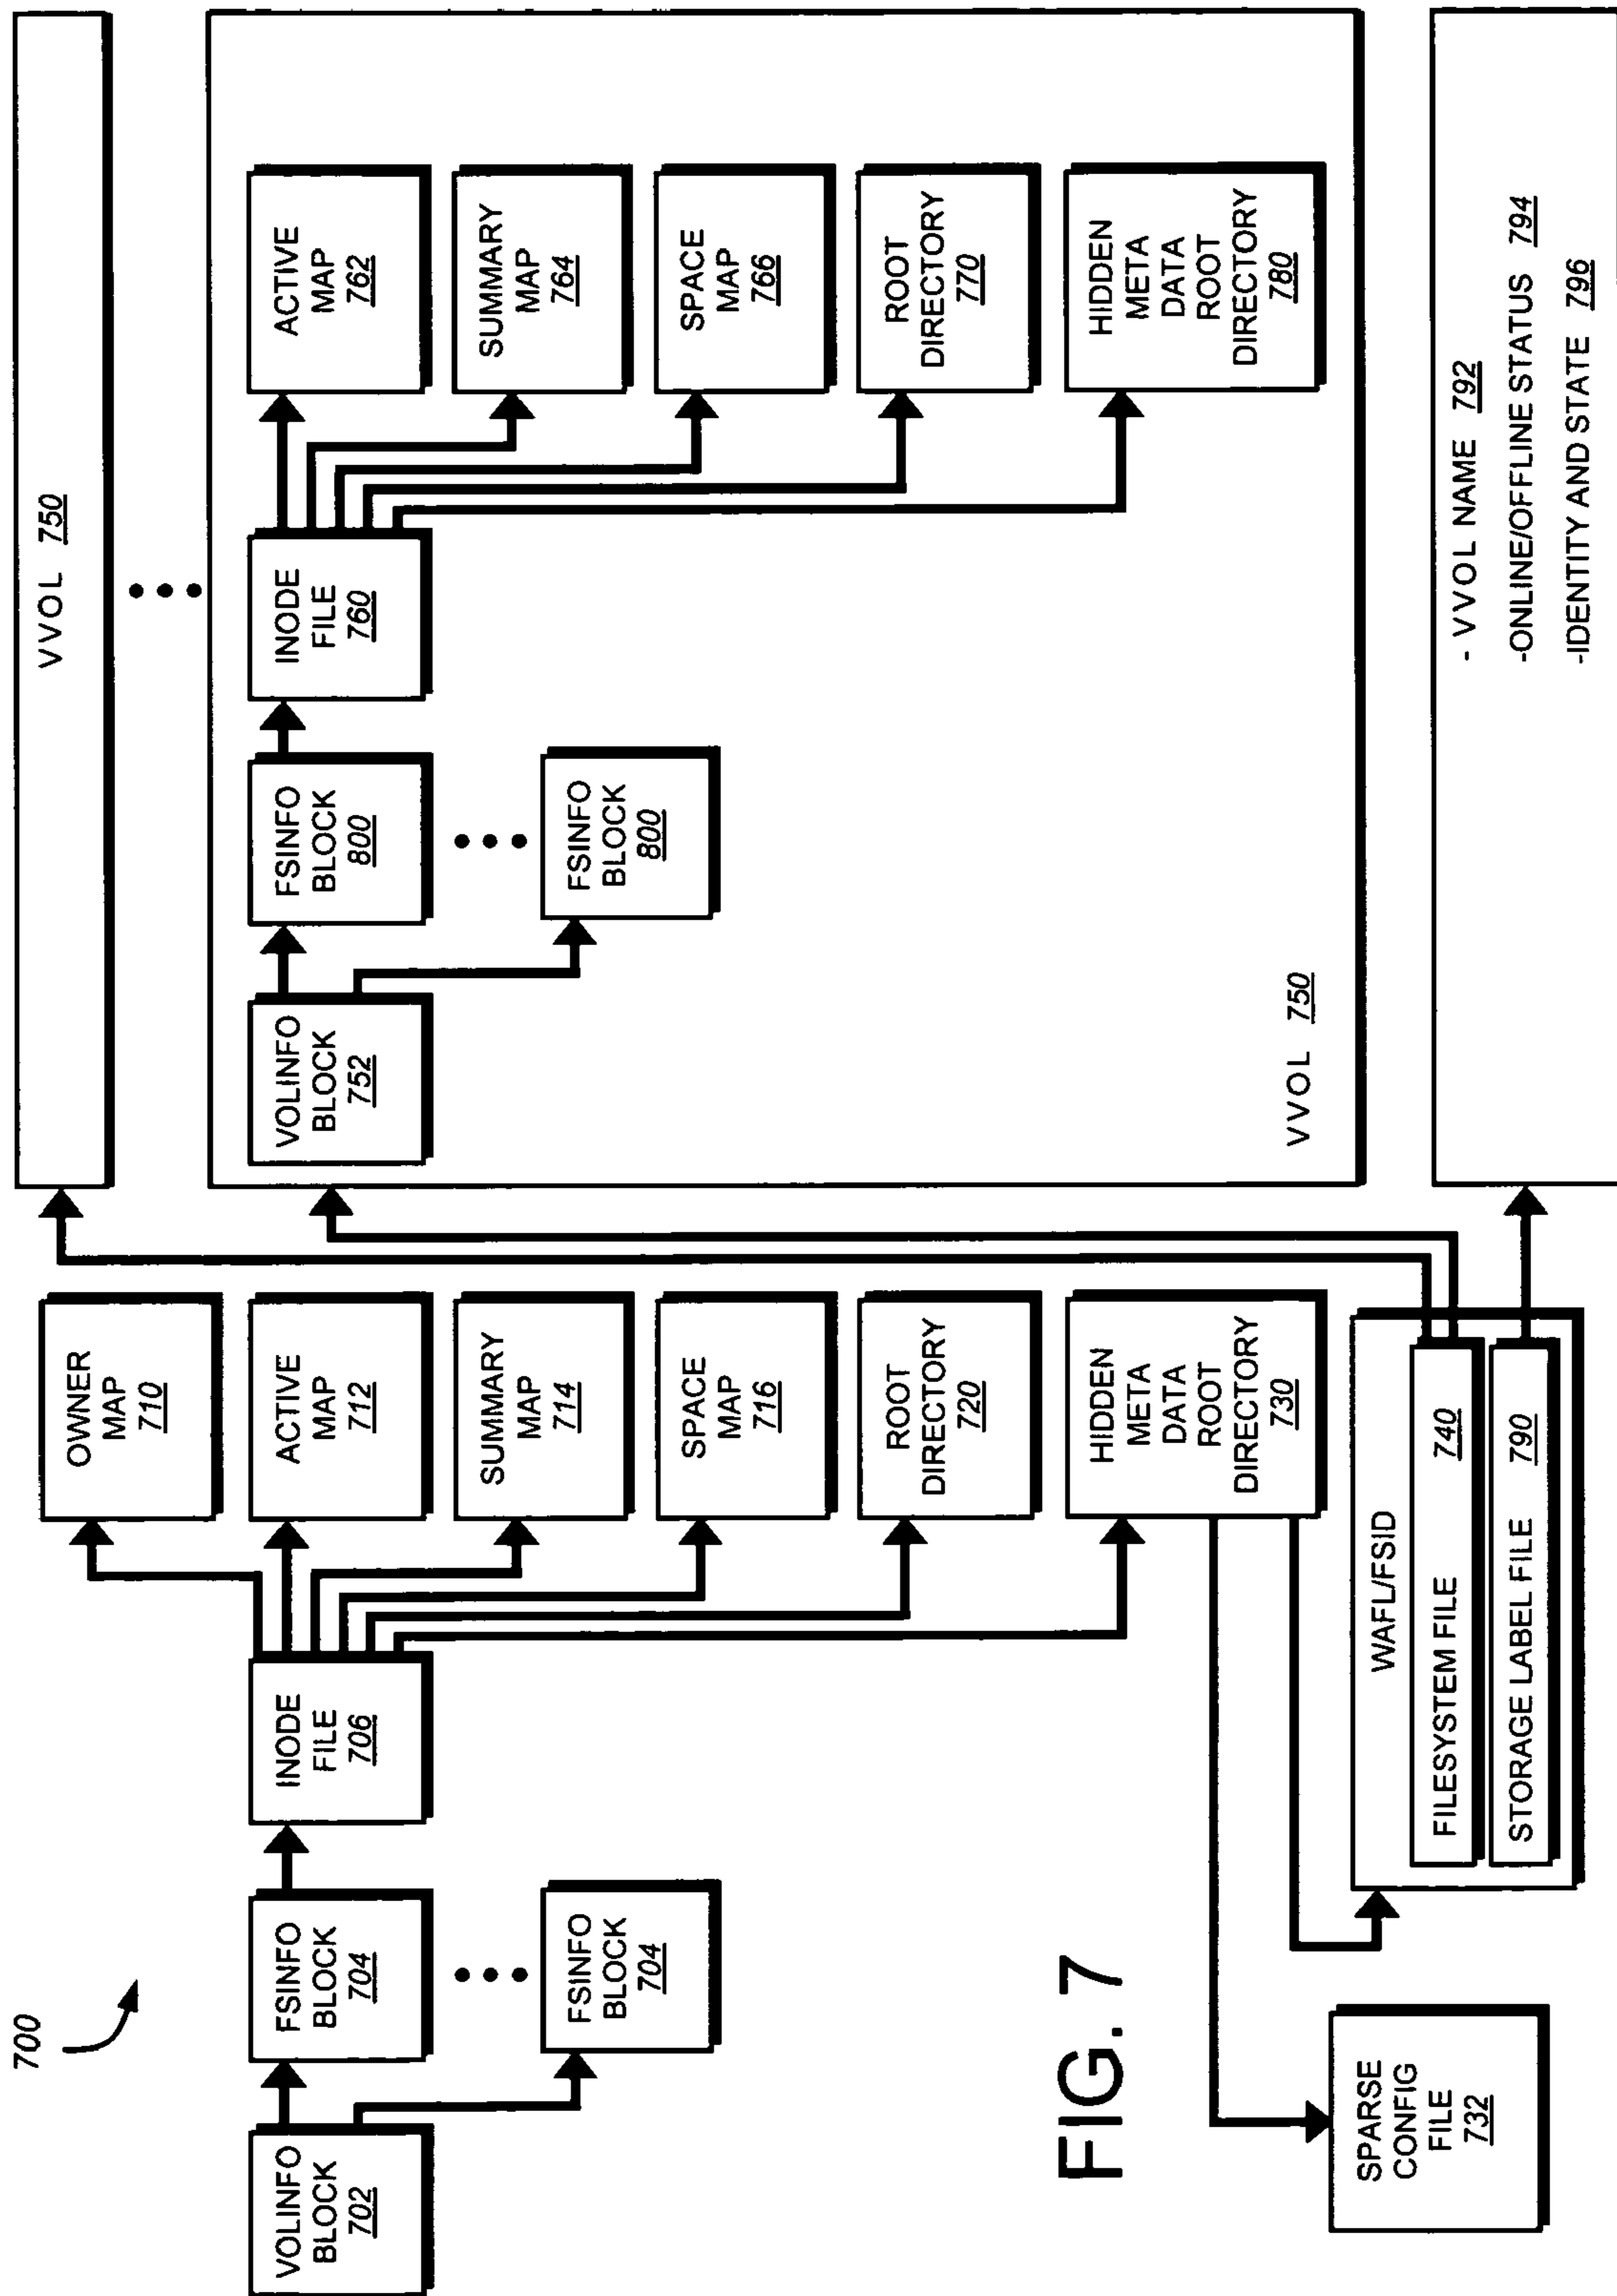 700
VOLINFO
BLOCK
702
FSINFO
BLOCK
704
FSINFO
BLOCK
704
INODE
FILE
706
OWNER
MAP
710
ACTIVE
MAP
712
SUMMARY
MAP
714
SPACE
MAP
716
ROOT
DIRECTORY
720
HIDDEN
META
DATA
ROOT
DIRECTORY
730
SPARSE
CONFIG
FILE
732
WAFL/FSID
FILESYSTEM FILE 740
STORAGE LABEL FILE 790
VVOL 750
VOLINFO
BLOCK
752
FSINFO
BLOCK
800
FSINFO
BLOCK
800
INODE
FILE
760
ACTIVE
MAP
762
SUMMARY
MAP
764
SPACE
MAP
766
ROOT
DIRECTORY
770
HIDDEN
META
DATA
ROOT
DIRECTORY
780
VVOL 750
- VVOL NAME 792
-ONLINE/OFFLINE STATUS 794
-IDENTITY AND STATE 796
FIG. 7